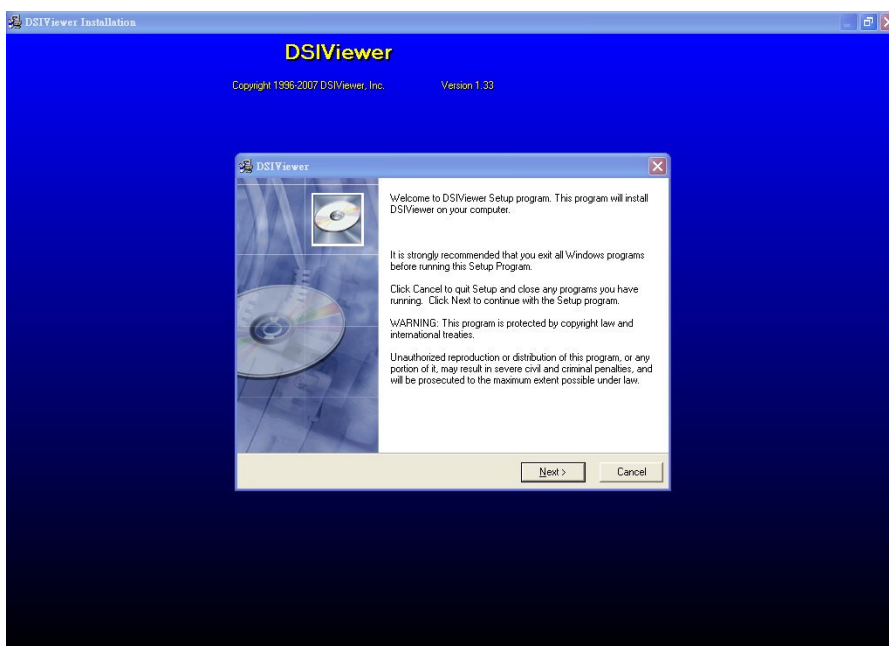 DSIViewer Installation
DSIViewer
Copyright 1996-2007 DSIViewer, Inc. Version 1.33
DSIViewer
Welcome to DSIViewer Setup program. This program will install
DSIViewer on your computer.
It is strongly recommended that you exit all Windows programs
before running this Setup Program.
Click Cancel to quit Setup and close any programs you have
running. Click Next to continue with the Setup program.
WARNING: This program is protected by copyright law and
international treaties.
Unauthorized reproduction or distribution of this program, or any
portion of it, may result in severe civil and criminal penalties, and
will be prosecuted to the maximum extent possible under law.
Next > Cancel